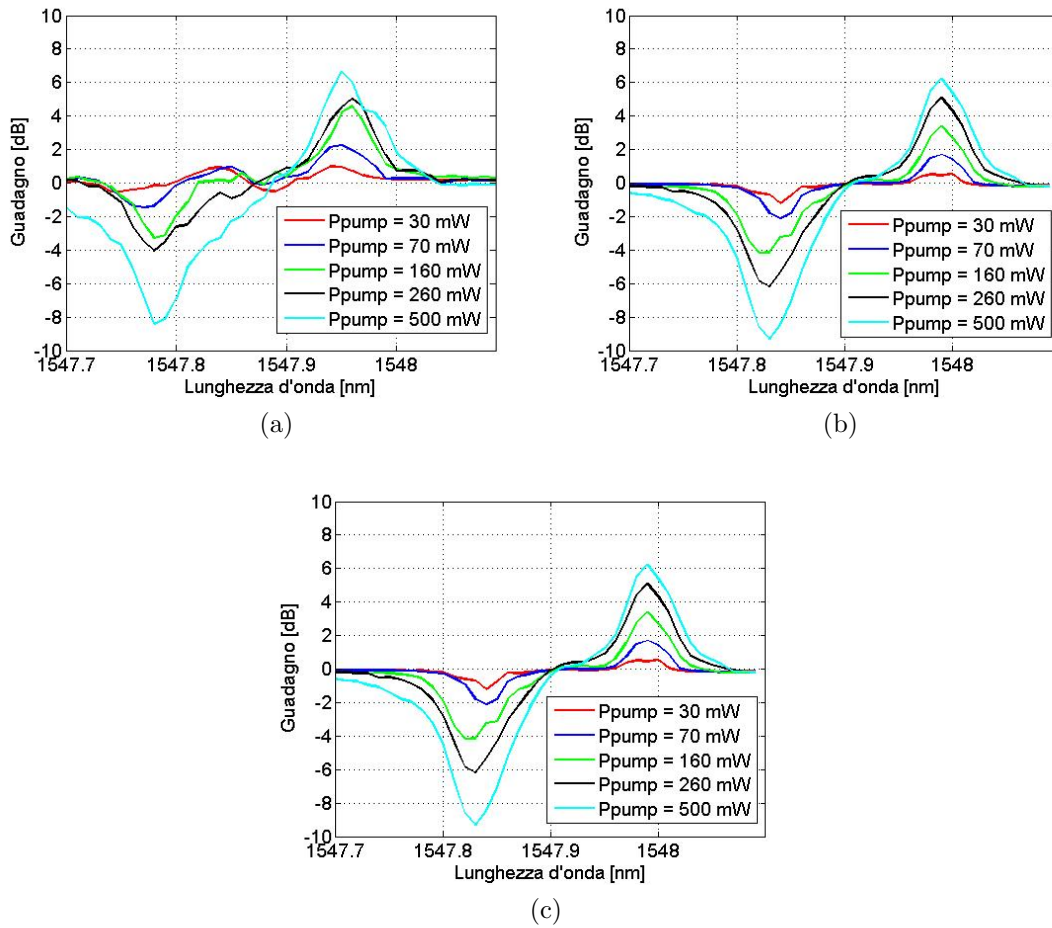 10
8
6
4
2
0
-2
-4
-6
-8
-10
Guadagno [dB]
1547.7 1547.8 1547.9 1548
Lunghezza d'onda [nm]
Ppump = 30 mW
Ppump = 70 mW
Ppump = 160 mW
Ppump = 260 mW
Ppump = 500 mW
(a)
10
8
6
4
2
0
-2
-4
-6
-8
-10
Guadagno [dB]
1547.7 1547.8 1547.9 1548
Lunghezza d'onda [nm]
Ppump = 30 mW
Ppump = 70 mW
Ppump = 160 mW
Ppump = 260 mW
Ppump = 500 mW
(b)
10
8
6
4
2
0
-2
-4
-6
-8
-10
Guadagno [dB]
1547.7 1547.8 1547.9 1548
Lunghezza d'onda [nm]
Ppump = 30 mW
Ppump = 70 mW
Ppump = 160 mW
Ppump = 260 mW
Ppump = 500 mW
(c)